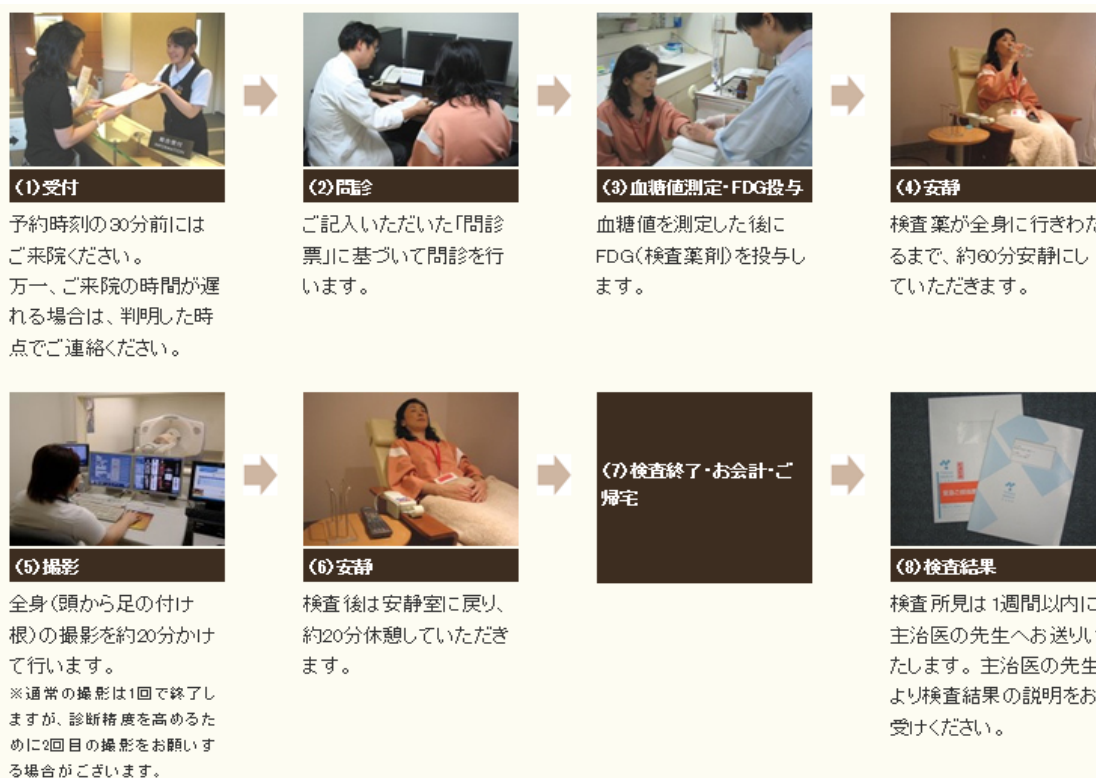 (1)受付
予約時刻の30分前には
ご来院ください。
万一、ご来院の時間が遅
れる場合は、判明した時
点でご連絡ください。
(2)問診
ご記入いただいた「問診
票」に基づいて問診を行
います。
(3)血糖値測定・FDG投与
血糖値を測定した後に
FDG(検査薬剤)を投与し
ます。
(4)安静
検査薬が全身に行きわた
るまで、約60分安静にし
ていただきます。
(5)撮影
全身(頭から足の付け
根)の撮影を約20分かけ
て行います。
※通常の撮影は1回で終了し
ますが、診断精度を高めるた
めに2回目の撮影をお願いす
る場合がございます。
(6)安静
検査後は安静室に戻り、
約20分休憩していただき
ます。
(7)検査終了・お会計・ご
帰宅
(8)検査結果
検査所見は1週間以内に
主治医の先生へお送りい
たします。主治医の先生
より検査結果の説明をお
受けください。